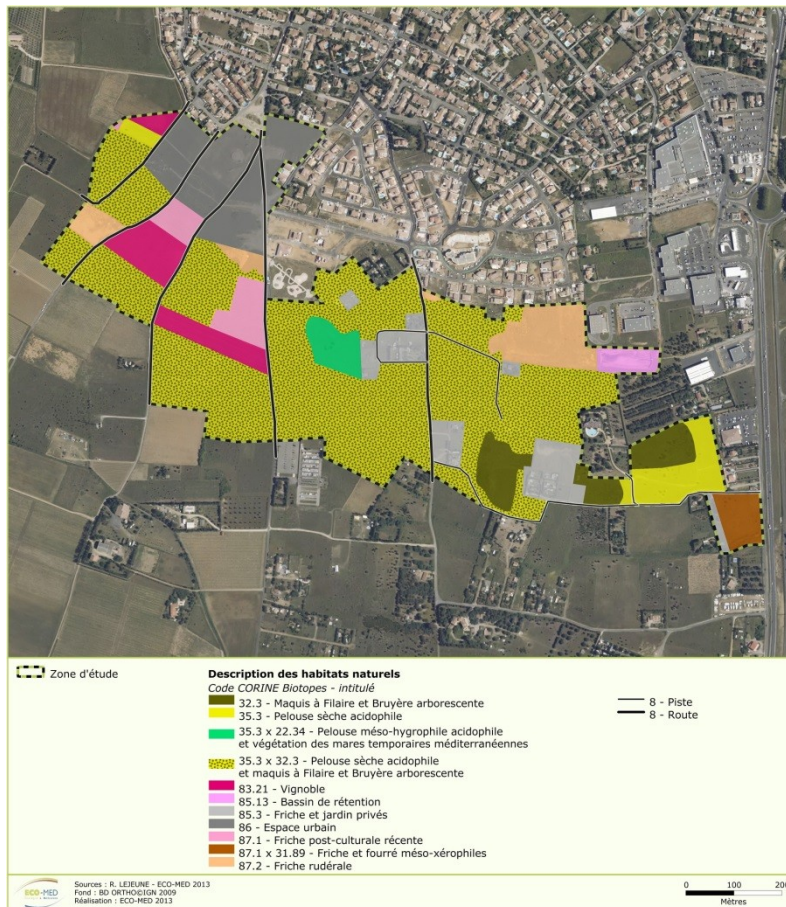 Zone d'étude
Description des habitats naturels
Code CORINE Biotopes - intitulé
32.3 - Maquis à Filaire et Bruyère arborescente
35.3 - Pelouse sèche acidophile
35.3 x 22.34 - Pelouse méso-hygrophile acidophile
et végétation des mares temporaires méditerranéennes
35.3 x 32.3 - Pelouse sèche acidophile
et maquis à Filaire et Bruyère arborescente
83.21 - Vignoble
85.13 - Bassin de rétention
85.3 - Friche et jardin privés
86 - Espace urbain
87.1 - Friche post-culturale récente
87.1 x 31.89 - Friche et fourré méso-xérophiles
87.2 - Friche rudérale
8 - Piste
8 - Route
ECO-MED
Sources : R. LEJEUNE - ECO-MED 2013
Fond : BD ORTHO©IGN 2009
Réalisation : ECO-MED 2013
0 100 200
Mètres